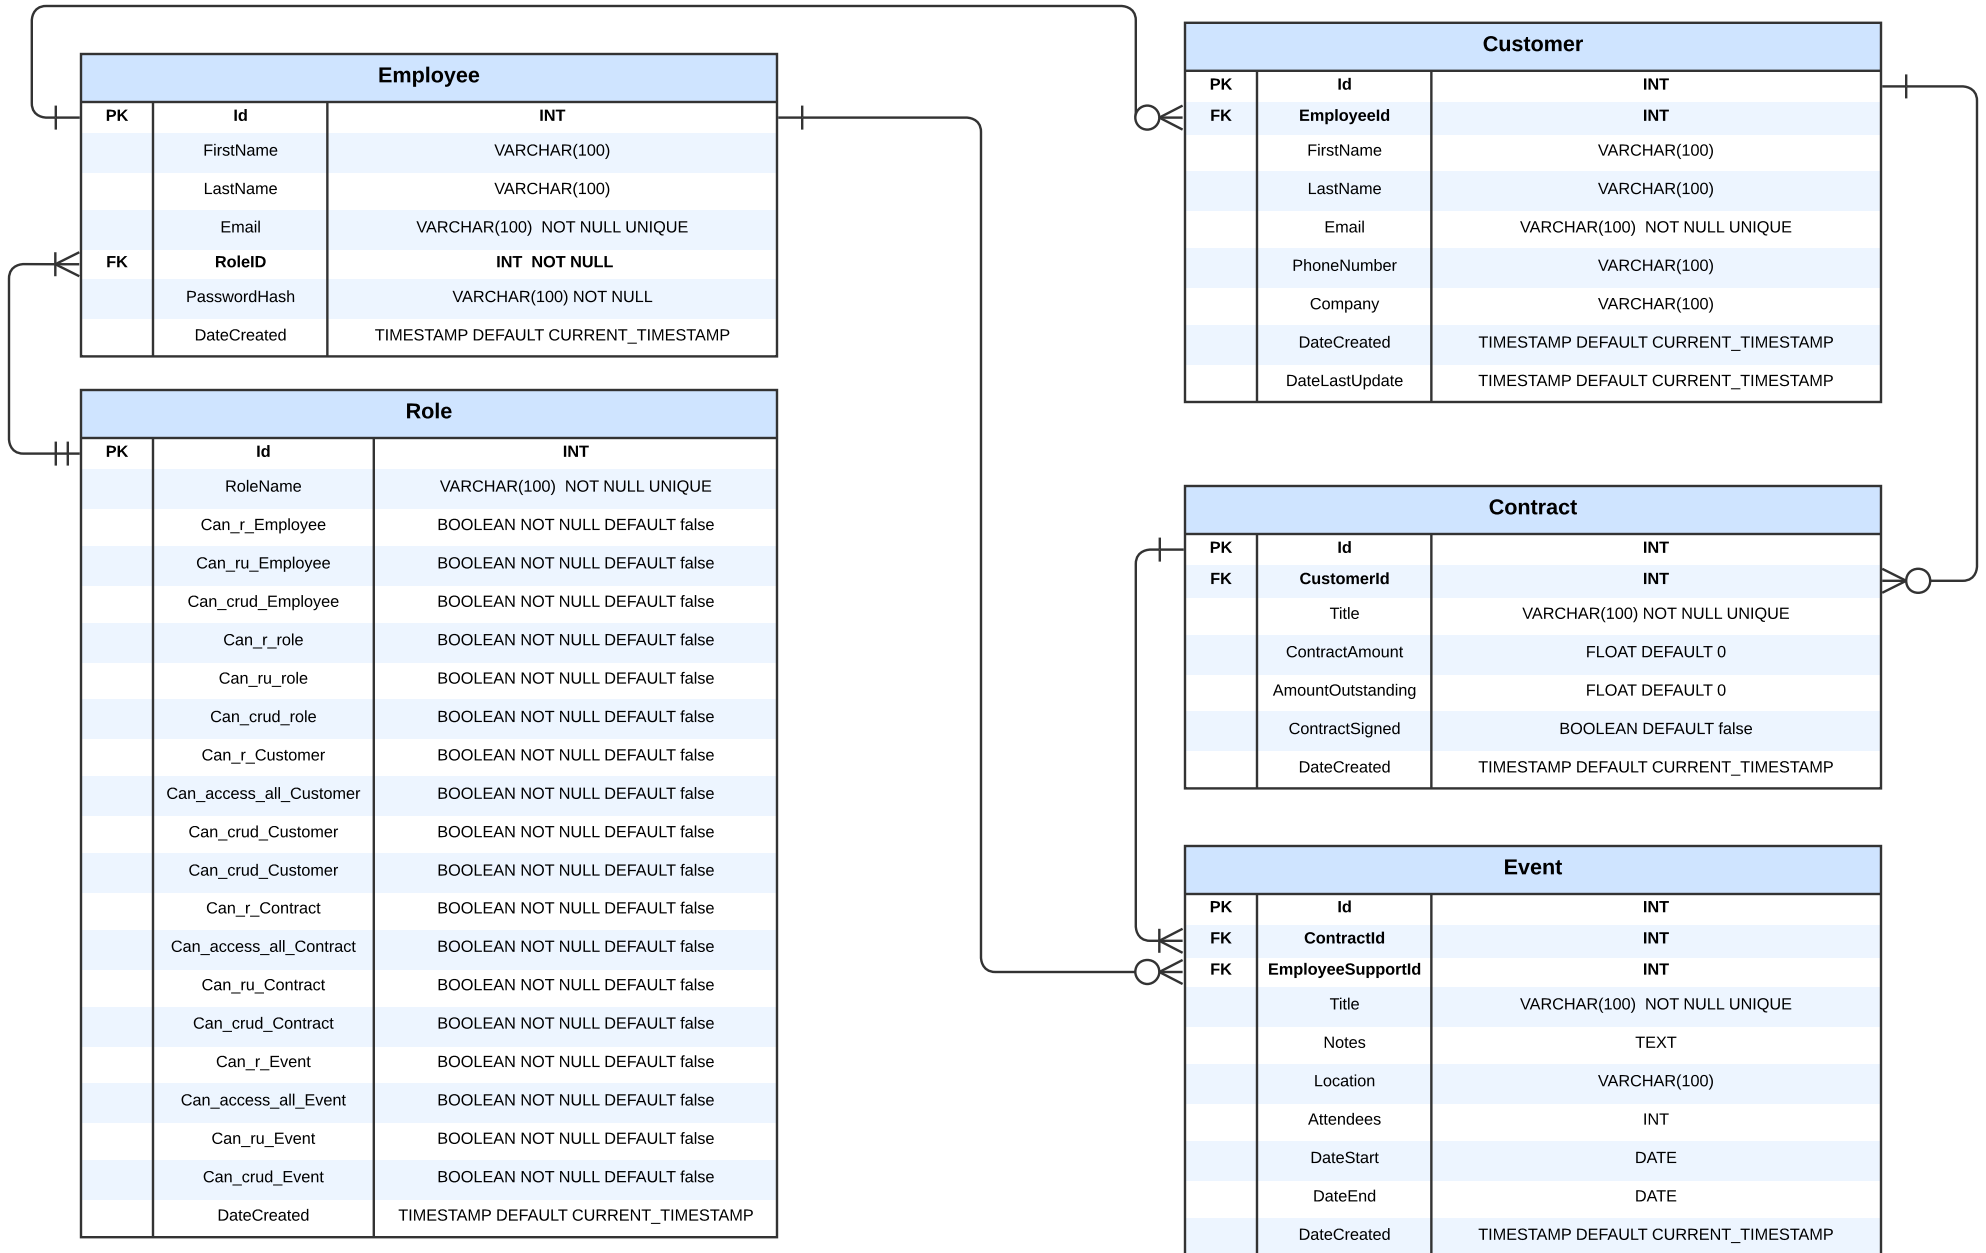 Employee
PK Id INT
FirstName VARCHAR(100)
LastName VARCHAR(100)
Email VARCHAR(100)  NOT NULL UNIQUE
FK RoleID INT  NOT NULL
PasswordHash VARCHAR(100) NOT NULL
DateCreated TIMESTAMP DEFAULT CURRENT_TIMESTAMP
Role
PK Id INT
RoleName VARCHAR(100)  NOT NULL UNIQUE
Can_r_Employee BOOLEAN NOT NULL DEFAULT false
Can_ru_Employee BOOLEAN NOT NULL DEFAULT false
Can_crud_Employee BOOLEAN NOT NULL DEFAULT false
Can_r_role BOOLEAN NOT NULL DEFAULT false
Can_ru_role BOOLEAN NOT NULL DEFAULT false
Can_crud_role BOOLEAN NOT NULL DEFAULT false
Can_r_Customer BOOLEAN NOT NULL DEFAULT false
Can_access_all_Customer BOOLEAN NOT NULL DEFAULT false
Can_crud_Customer BOOLEAN NOT NULL DEFAULT false
Can_crud_Customer BOOLEAN NOT NULL DEFAULT false
Can_r_Contract BOOLEAN NOT NULL DEFAULT false
Can_access_all_Contract BOOLEAN NOT NULL DEFAULT false
Can_ru_Contract BOOLEAN NOT NULL DEFAULT false
Can_crud_Contract BOOLEAN NOT NULL DEFAULT false
Can_r_Event BOOLEAN NOT NULL DEFAULT false
Can_access_all_Event BOOLEAN NOT NULL DEFAULT false
Can_ru_Event BOOLEAN NOT NULL DEFAULT false
Can_crud_Event BOOLEAN NOT NULL DEFAULT false
DateCreated TIMESTAMP DEFAULT CURRENT_TIMESTAMP
Customer
PK Id INT
FK EmployeeId INT
FirstName VARCHAR(100)
LastName VARCHAR(100)
Email VARCHAR(100)  NOT NULL UNIQUE
PhoneNumber VARCHAR(100)
Company VARCHAR(100)
DateCreated TIMESTAMP DEFAULT CURRENT_TIMESTAMP
DateLastUpdate TIMESTAMP DEFAULT CURRENT_TIMESTAMP
Contract
PK Id INT
FK CustomerId INT
Title VARCHAR(100) NOT NULL UNIQUE
ContractAmount FLOAT DEFAULT 0
AmountOutstanding FLOAT DEFAULT 0
ContractSigned BOOLEAN DEFAULT false
DateCreated TIMESTAMP DEFAULT CURRENT_TIMESTAMP
Event
PK Id INT
FK ContractId INT
FK EmployeeSupportId INT
Title VARCHAR(100)  NOT NULL UNIQUE
Notes TEXT
Location VARCHAR(100)
Attendees INT
DateStart DATE
DateEnd DATE
DateCreated TIMESTAMP DEFAULT CURRENT_TIMESTAMP